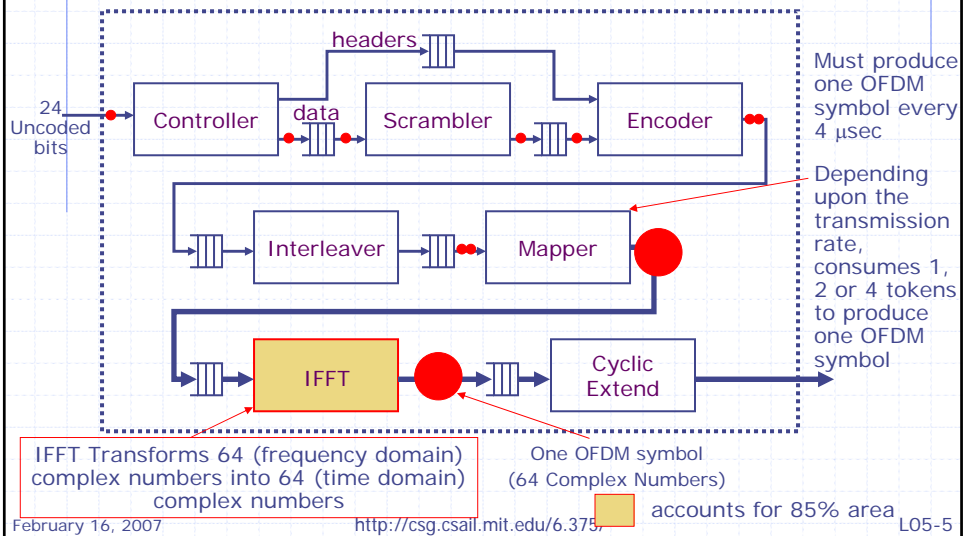 headers
24
Uncoded
bits
Controller
data
Scrambler
Encoder
Must produce
one OFDM
symbol every
4 μsec
Depending
upon the
transmission
rate,
consumes 1,
2 or 4 tokens
to produce
one OFDM
symbol
Interleaver
Mapper
IFFT
Cyclic
Extend
IFFT Transforms 64 (frequency domain)
complex numbers into 64 (time domain)
complex numbers
One OFDM symbol
(64 Complex Numbers)
accounts for 85% area
February 16, 2007
http://csg.csail.mit.edu/6.375/
L05-5